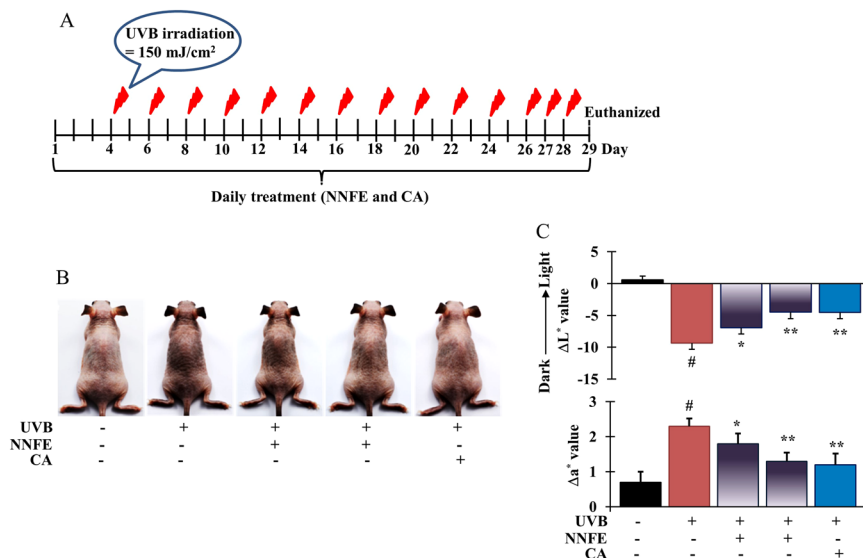 A
UVB irradiation
= 150 mJ/cm²
Euthanized
1 4 6 8 10 12 14 16 18 20 22 24 26 27 28 29 Day
Daily treatment (NNFE and CA)
B
UVB - + + + +
NNFE - - + + -
CA - - - - +
C
Dark Light
ΔL* value
5
0
-5
-10
-15
# * ** **
Δa* value
3
2
1
0
# * ** **
UVB - + + + +
NNFE - - + + -
CA - - - - +